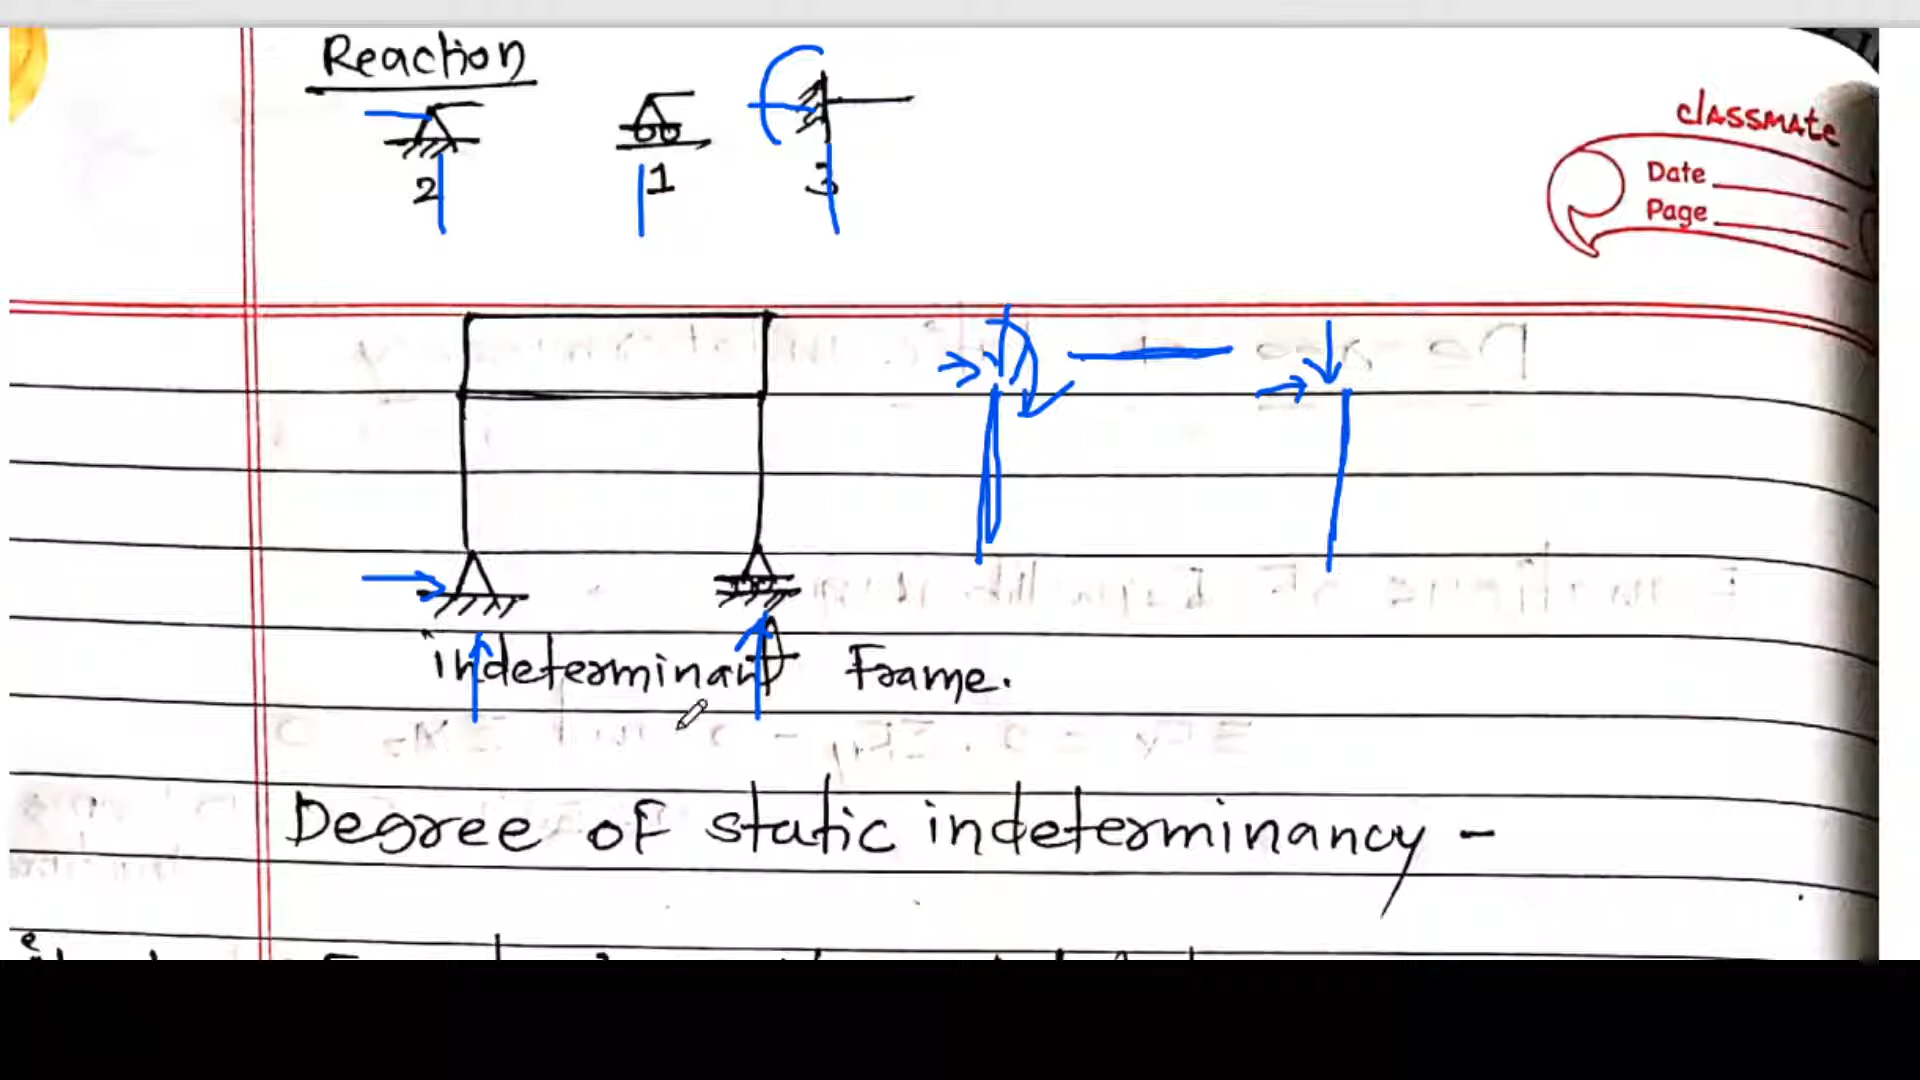 Reaction
2 1 3
classmate
Date
Page
indeterminant Frame.
Degree of static indeterminancy -